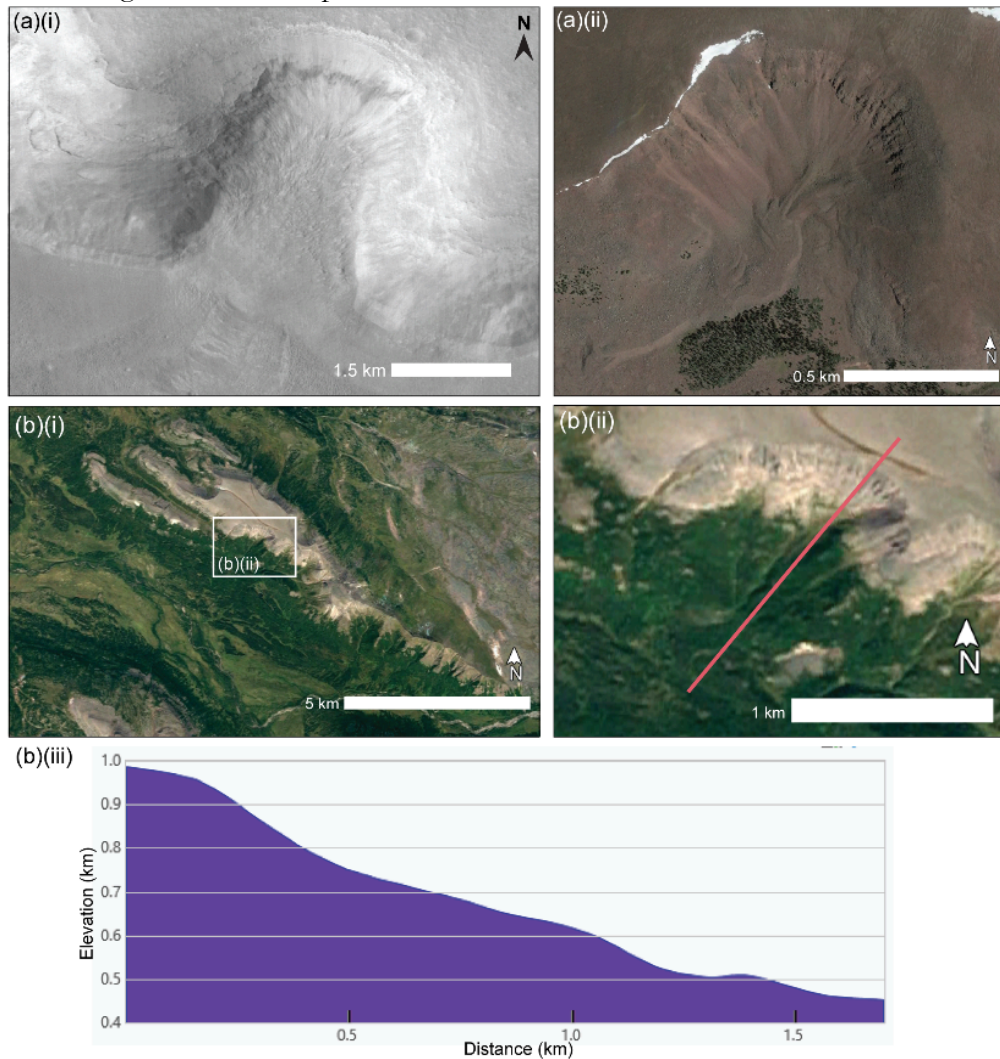 (a)(i)
N
1.5 km
(a)(ii)
N
0.5 km
(b)(i)
(b)(ii)
N
5 km
(b)(ii)
N
1 km
(b)(iii)
1.0
0.9
0.8
0.7
0.6
0.5
0.4
Elevation (km)
0.5
1.0
1.5
Distance (km)